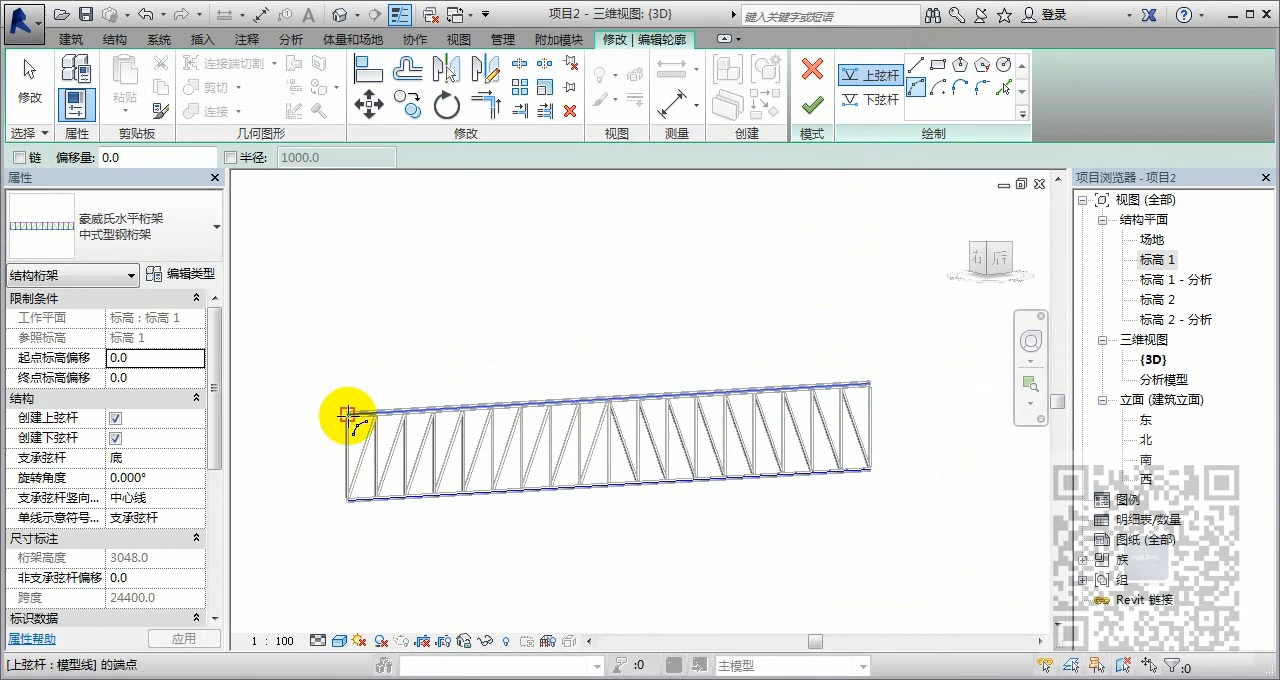 项目2 - 三维视图: {3D}
键入关键字或短语
登录
建筑 结构 系统 插入 注释 分析 体量和场地 协作 视图 管理 附加模块 修改 | 编辑轮廓
修改
粘贴
连接端切割
剪切
连接
上弦杆
下弦杆
选择 属性 剪贴板 几何图形 修改 视图 测量 创建 模式 绘制
链 偏移量: 0.0 半径: 1000.0
属性
豪威氏水平桁架
中式型钢桁架
结构桁架 编辑类型
限制条件
工作平面 标高 : 标高 1
参照标高 标高 1
起点标高偏移 0.0
终点标高偏移 0.0
结构
创建上弦杆
创建下弦杆
支承弦杆 底
旋转角度 0.000°
支承弦杆竖向... 中心线
单线示意符号... 支承弦杆
尺寸标注
桁架高度 3048.0
非支承弦杆偏移 0.0
跨度 24400.0
标识数据
属性帮助 应用
右 后
项目浏览器 - 项目2
视图 (全部)
结构平面
场地
标高 1
标高 1 - 分析
标高 2
标高 2 - 分析
三维视图
{3D}
分析模型
立面 (建筑立面)
东
北
南
西
图例
明细表/数量
图纸 (全部)
族
组
Revit 链接
1 : 100
[上弦杆 : 模型线] 的端点
:0
主模型
:0